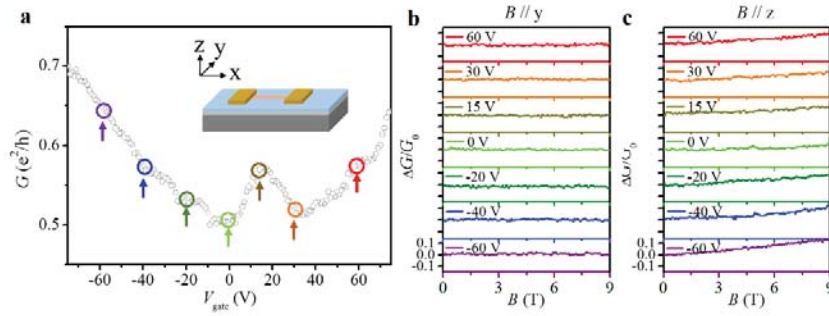 a
z
y
x
G (e²/h)
0.7
0.6
0.5
-60 -40 -20 0 20 40 60
Vgate (V)
b
B // y
60 V
30 V
15 V
0 V
-20 V
-40 V
-60 V
ΔG/G₀
0.1
0.0
-0.1
0 3 6 9
B (T)
c
B // z
60 V
30 V
15 V
0 V
-20 V
-40 V
-60 V
ΔG/G₀
0.1
0.0
-0.1
0 3 6 9
B (T)